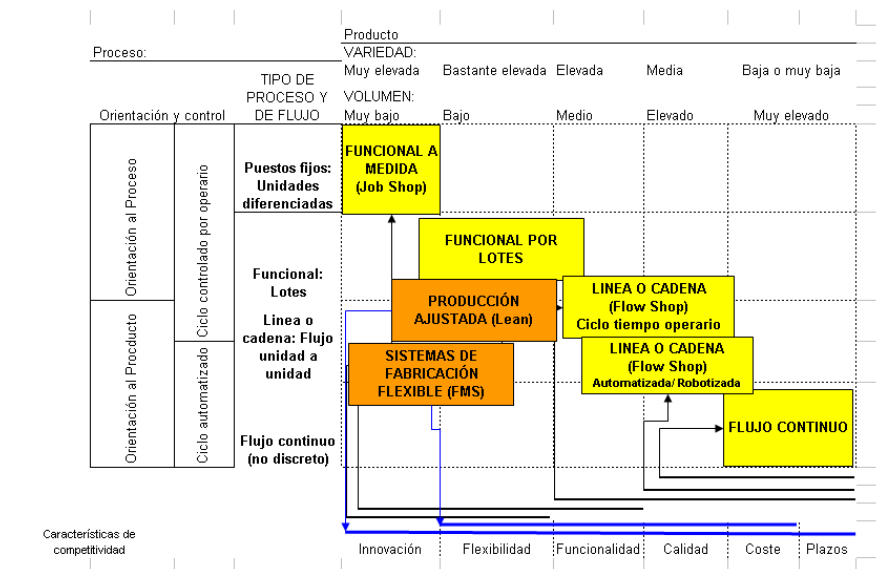 Producto
Proceso:
VARIEDAD:
Muy elevada
Bastante elevada
Elevada
Media
Baja o muy baja
TIPO DE
PROCESO Y
DE FLUJO
VOLUMEN:
Orientación y control
Muy bajo
Bajo
Medio
Elevado
Muy elevado
Orientación al Proceso
Ciclo controlado por operario
Puestos fijos:
Unidades
diferenciadas
FUNCIONAL A
MEDIDA
(Job Shop)
FUNCIONAL POR
LOTES
Funcional:
Lotes
PRODUCCIÓN
AJUSTADA (Lean)
LINEA O CADENA
(Flow Shop)
Ciclo tiempo operario
Orientación al Procducto
Ciclo automatizado
Linea o
cadena: Flujo
unidad a
unidad
SISTEMAS DE
FABRICACIÓN
FLEXIBLE (FMS)
LINEA O CADENA
(Flow Shop)
Automatizada/ Robotizada
Flujo continuo
(no discreto)
FLUJO CONTINUO
Características de
competitividad
Innovación
Flexibilidad
Funcionalidad
Calidad
Coste
Plazos